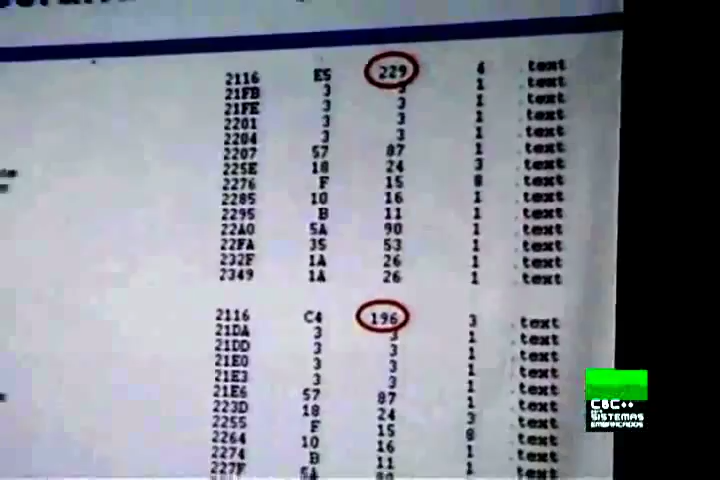 2116 E5 229 .text
21FB 3 3 1 .text
21FE 3 3 1 .text
2201 3 3 1 .text
2204 3 3 1 .text
2207 57 87 1 .text
225E 18 24 3 .text
2276 F 15 8 .text
2285 10 16 1 .text
2295 B 11 1 .text
22A0 5A 90 1 .text
22FA 35 53 1 .text
232F 1A 26 1 .text
2349 1A 26 1 .text
2116 C4 196 3 .text
21DA 3 3 1 .text
21DD 3 3 1 .text
21E0 3 3 1 .text
21E3 3 3 1 .text
21E6 57 87 1 .text
223D 18 24 3 .text
2255 F 15 8 .text
2264 10 16 1 .text
2274 B 11 1 .text
227F 5A 90 .text
C&C++
SISTEMAS
EMBARCADOS